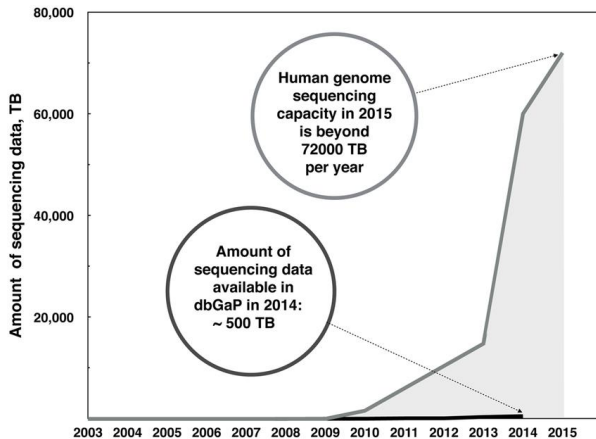 Amount of sequencing data, TB
60,000
40,000
20,000
Human genome
sequencing
capacity in 2015
is beyond
72000 TB
per year
Amount of
sequencing data
available in
dbGaP in 2014:
~ 500 TB
2003 2004 2005 2006 2007 2008 2009 2010 2011 2012 2013 2014 2015